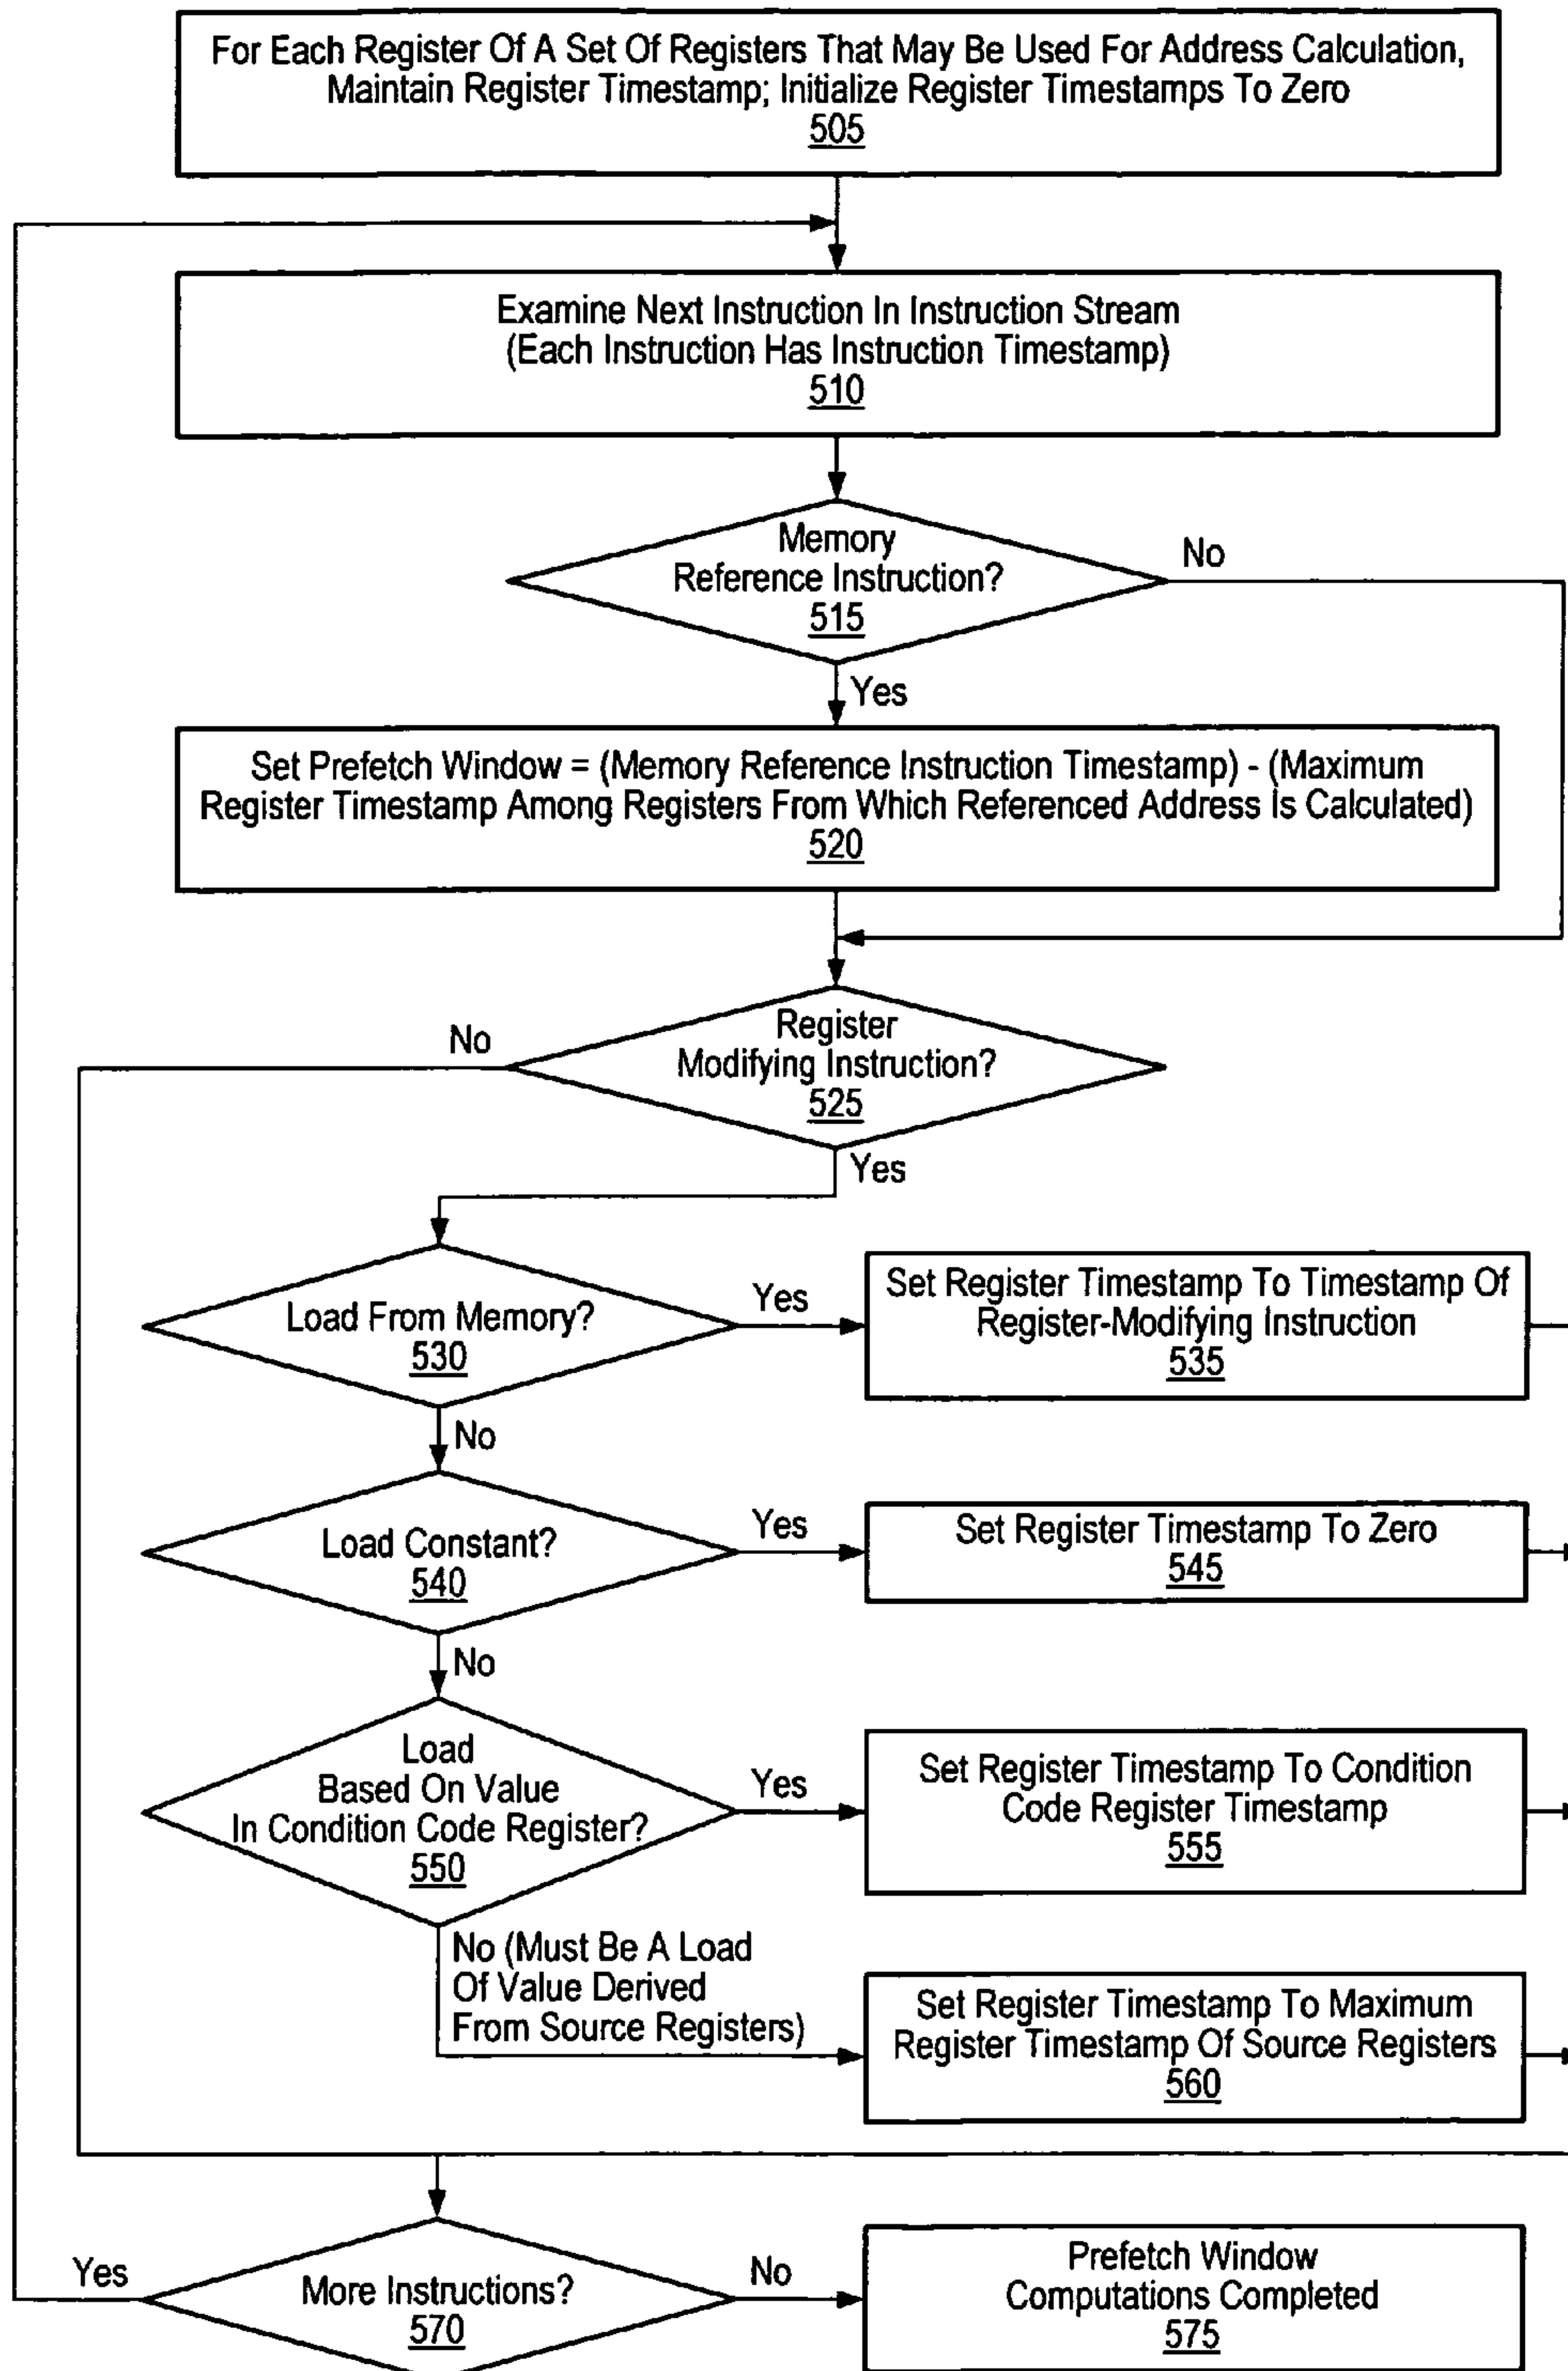 For Each Register Of A Set Of Registers That May Be Used For Address Calculation,
Maintain Register Timestamp; Initialize Register Timestamps To Zero
505
Examine Next Instruction In Instruction Stream
(Each Instruction Has Instruction Timestamp)
510
Memory
Reference Instruction?
515
No
Yes
Set Prefetch Window = (Memory Reference Instruction Timestamp) - (Maximum
Register Timestamp Among Registers From Which Referenced Address Is Calculated)
520
Register
Modifying Instruction?
525
No
Yes
Load From Memory?
530
Yes
Set Register Timestamp To Timestamp Of
Register-Modifying Instruction
535
No
Load Constant?
540
Yes
Set Register Timestamp To Zero
545
No
Load
Based On Value
In Condition Code Register?
550
Yes
Set Register Timestamp To Condition
Code Register Timestamp
555
No (Must Be A Load
Of Value Derived
From Source Registers)
Set Register Timestamp To Maximum
Register Timestamp Of Source Registers
560
Yes
More Instructions?
570
No
Prefetch Window
Computations Completed
575